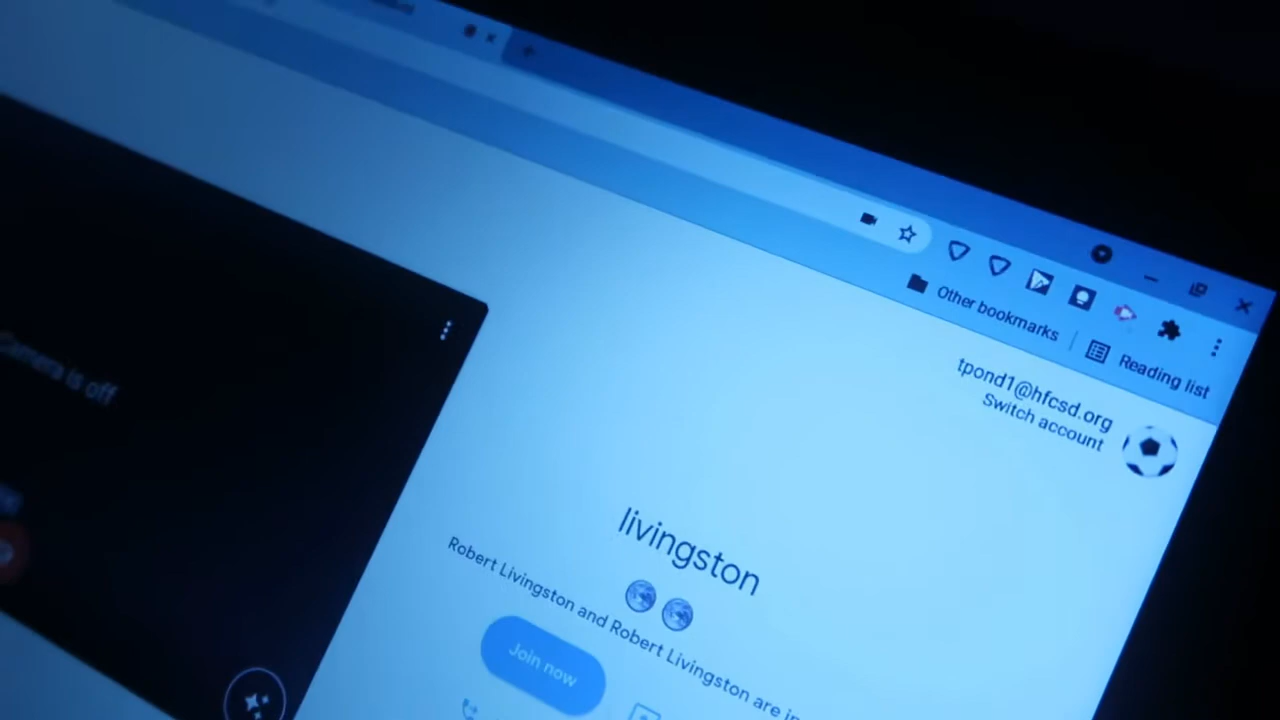 Other bookmarks
Reading list
tpond1@hfcsd.org
Switch account
Camera is off
livingston
Robert Livingston and Robert Livingston are in
Join now